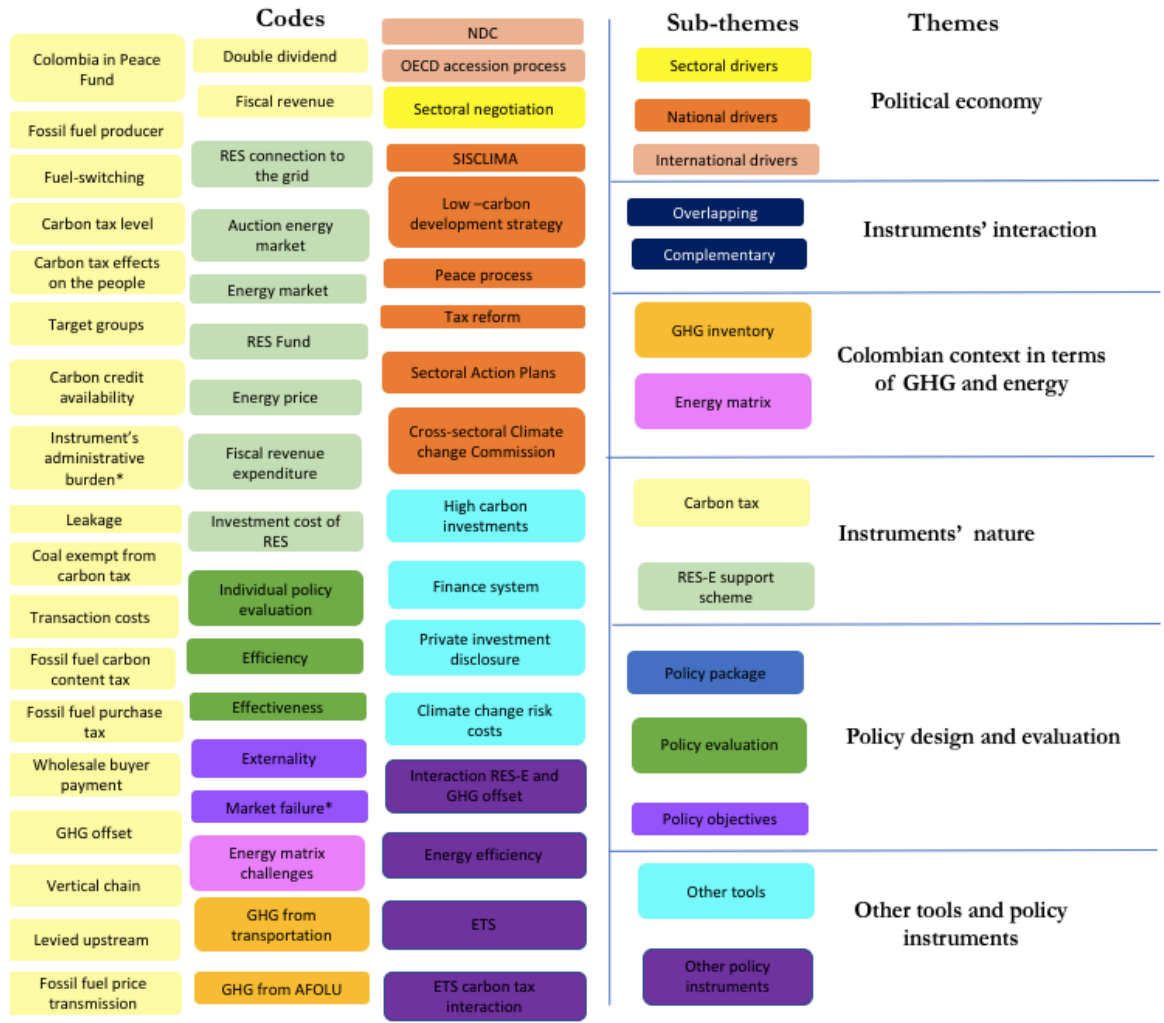 Codes
Colombia in Peace
Fund
Fossil fuel producer
Fuel-switching
Carbon tax level
Carbon tax effects
on the people
Target groups
Carbon credit
availability
Instrument's
administrative
burden*
Leakage
Coal exempt from
carbon tax
Transaction costs
Fossil fuel carbon
content tax
Fossil fuel purchase
tax
Wholesale buyer
payment
GHG offset
Vertical chain
Levied upstream
Fossil fuel price
transmission
Double dividend
Fiscal revenue
RES connection to
the grid
Auction energy
market
Energy market
RES Fund
Energy price
Fiscal revenue
expenditure
Investment cost of
RES
Individual policy
evaluation
Efficiency
Effectiveness
Externality
Market failure*
Energy matrix
challenges
GHG from
transportation
GHG from AFOLU
NDC
OECD accession process
Sectoral negotiation
SISCLIMA
Low –carbon
development strategy
Peace process
Tax reform
Sectoral Action Plans
Cross-sectoral Climate
change Commission
High carbon
investments
Finance system
Private investment
disclosure
Climate change risk
costs
Interaction RES-E and
GHG offset
Energy efficiency
ETS
ETS carbon tax
interaction
Sub-themes
Themes
Sectoral drivers
National drivers
International drivers
Political economy
Overlapping
Complementary
Instruments' interaction
GHG inventory
Energy matrix
Colombian context in terms
of GHG and energy
Carbon tax
RES-E support
scheme
Instruments' nature
Policy package
Policy evaluation
Policy objectives
Policy design and evaluation
Other tools
Other policy
instruments
Other tools and policy
instruments